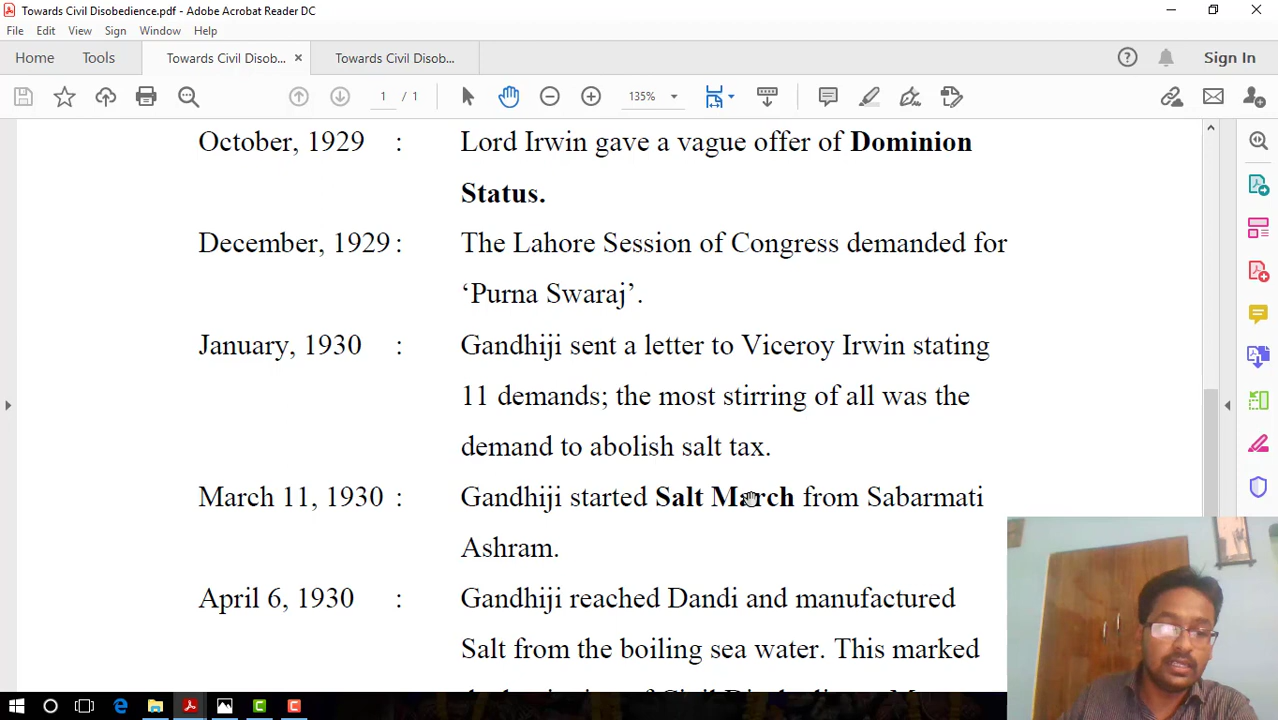 Towards Civil Disobedience.pdf - Adobe Acrobat Reader DC
File Edit View Sign Window Help
Home Tools Towards Civil Disob... × Towards Civil Disob... Sign In
1 / 1 135%
October, 1929 : Lord Irwin gave a vague offer of Dominion
Status.
December, 1929 : The Lahore Session of Congress demanded for
‘Purna Swaraj’.
January, 1930 : Gandhiji sent a letter to Viceroy Irwin stating
11 demands; the most stirring of all was the
demand to abolish salt tax.
March 11, 1930 : Gandhiji started Salt March from Sabarmati
Ashram.
April 6, 1930 : Gandhiji reached Dandi and manufactured
Salt from the boiling sea water. This marked